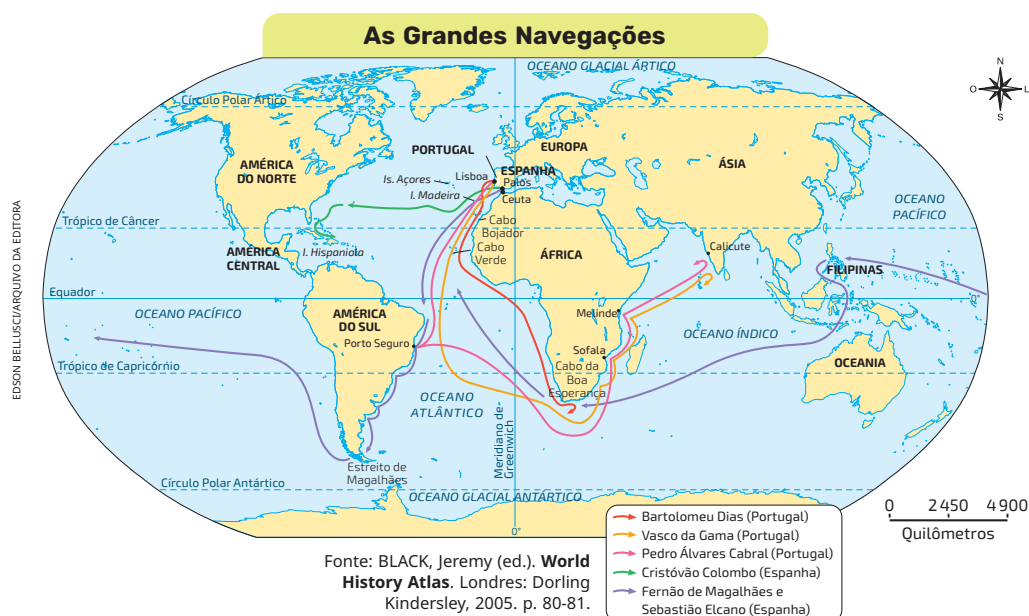 As Grandes Navegações
OCEANO GLACIAL ÁRTICO
N
O
L
S
Círculo Polar Ártico
PORTUGAL
EUROPA
AMÉRICA
DO NORTE
ÁSIA
Lisboa
ESPANHA
Is. Açores
Palos
I. Madeira
Ceuta
OCEANO
PACÍFICO
Trópico de Câncer
Cabo
Bojador
Cabo
Verde
Calicute
AMÉRICA
CENTRAL
I. Hispaniola
ÁFRICA
FILIPINAS
Equador
0°
OCEANO PACÍFICO
AMÉRICA
DO SUL
Melinde
OCEANO ÍNDICO
Porto Seguro
Sofala
OCEANIA
Trópico de Capricórnio
Cabo da
Boa
Esperança
OCEANO
ATLÂNTICO
Meridiano de
Greenwich
Estreito de
Magalhães
Círculo Polar Antártico
OCEANO GLACIAL ANTÁRTICO
0°
0 2 450 4 900
Quilômetros
Bartolomeu Dias (Portugal)
Vasco da Gama (Portugal)
Pedro Álvares Cabral (Portugal)
Cristóvão Colombo (Espanha)
Fernão de Magalhães e
Sebastião Elcano (Espanha)
Fonte: BLACK, Jeremy (ed.). World
History Atlas. Londres: Dorling
Kindersley, 2005. p. 80-81.
EDSON BELLUSCI/ARQUIVO DA EDITORA